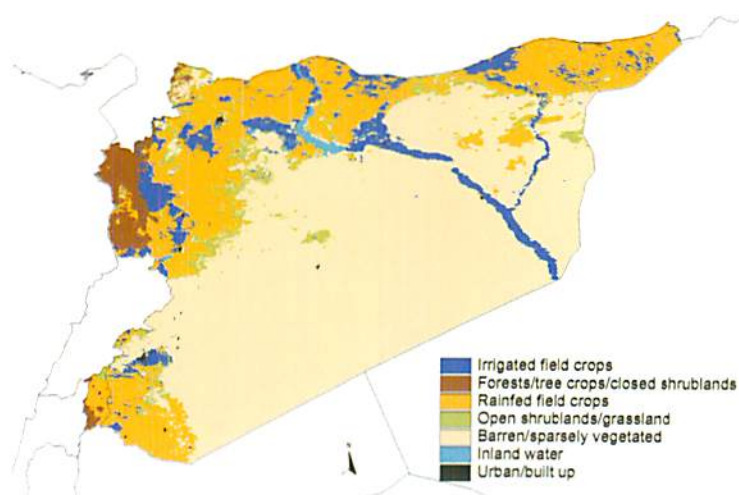 Irrigated field crops
Forests/tree crops/closed shrublands
Rainfed field crops
Open shrublands/grassland
Barren/sparsely vegetated
Inland water
Urban/built up